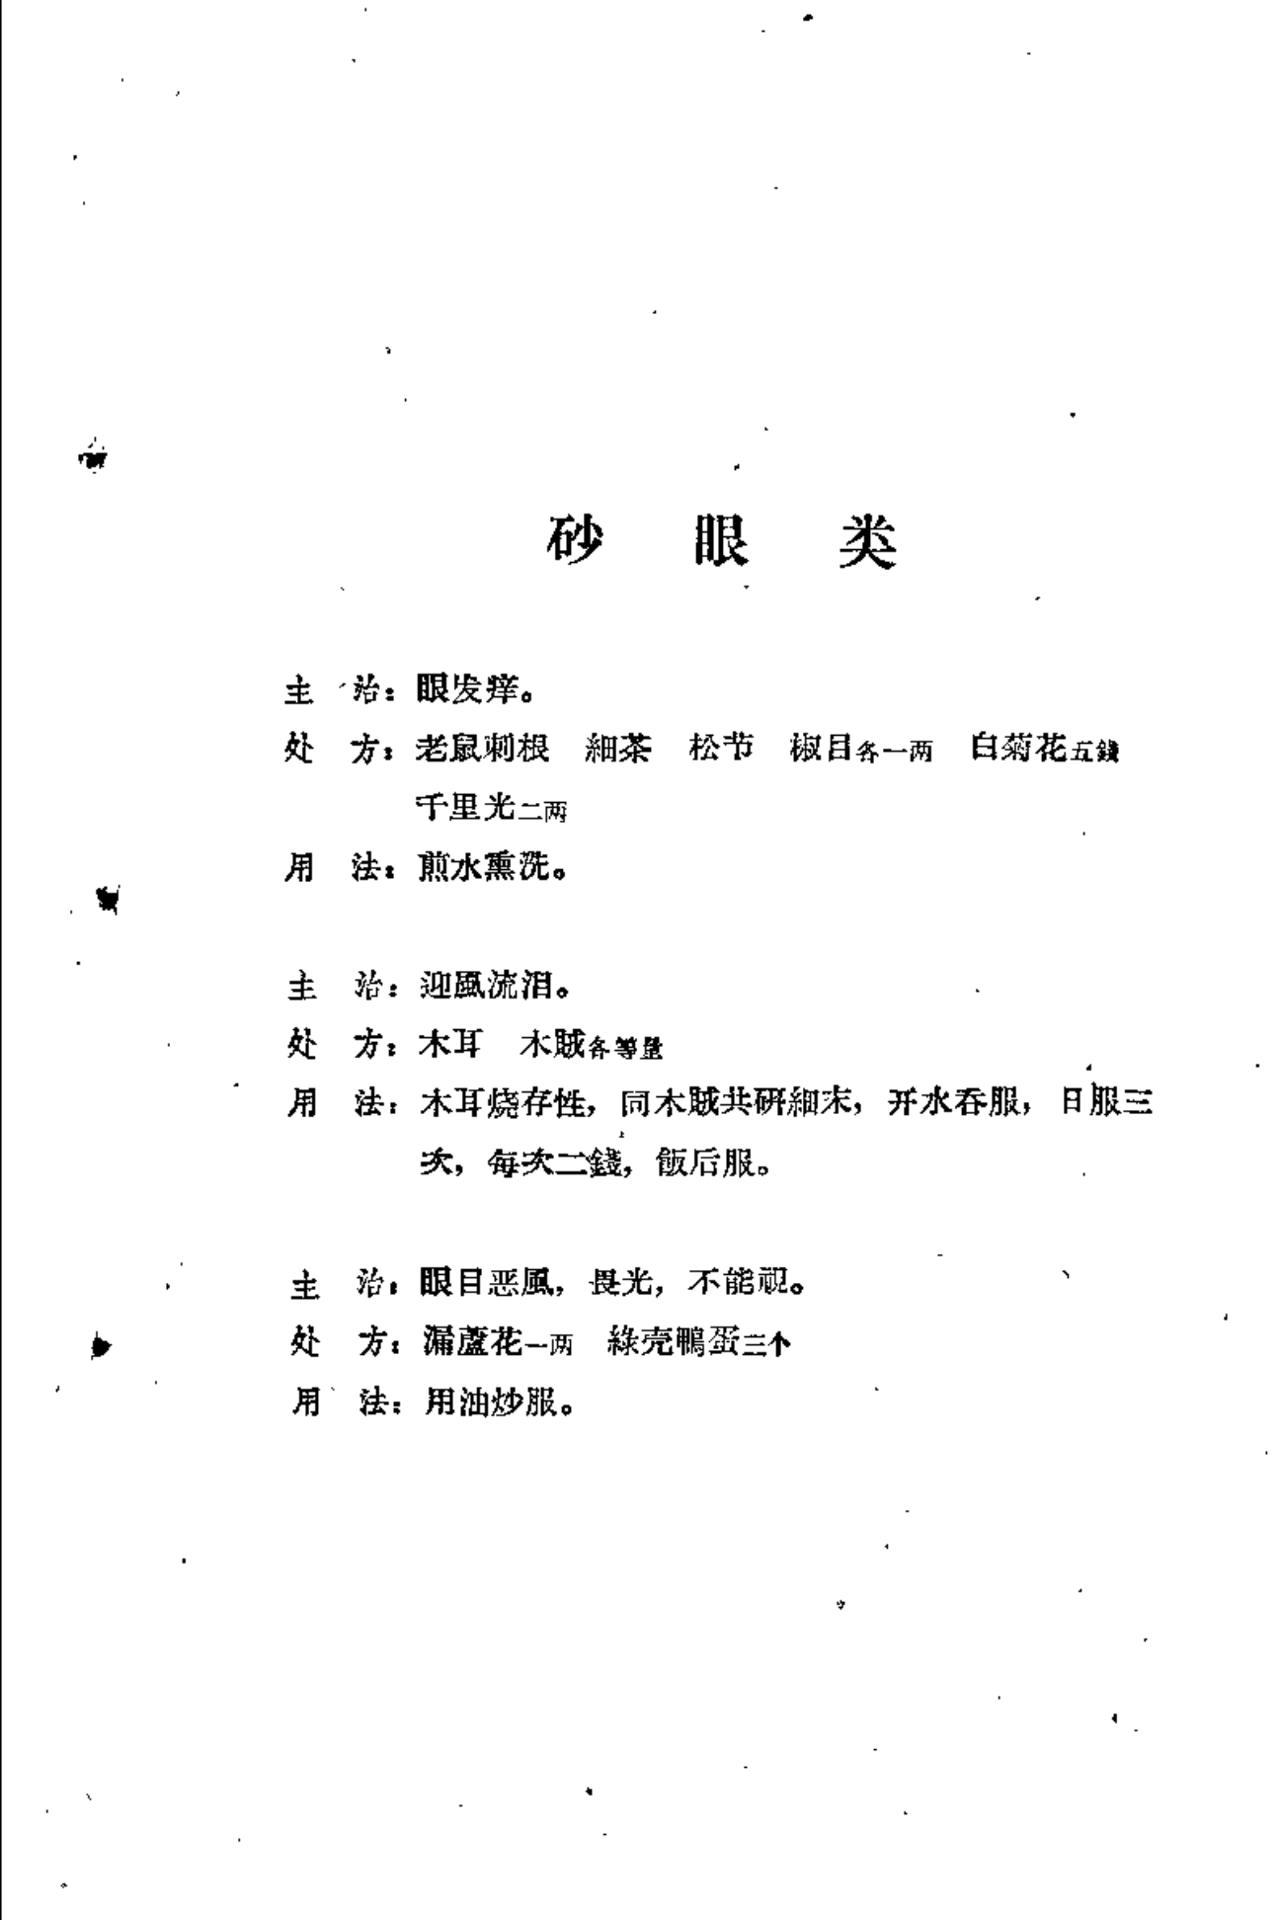 砂 眼 类
主 治：眼发痒。
处 方：老鼠刺根 細茶 松节 椒目各一两 白菊花五錢
千里光二两
用 法：煎水熏洗。
主 治：迎風流泪。
处 方：木耳 木賊各等量
用 法：木耳烧存性，同木賊共研細末，开水吞服，日服三
次，每次二錢，飯后服。
主 治：眼目恶風，畏光，不能視。
处 方：漏蘆花一两 綠壳鴨蛋三个
用 法：用油炒服。